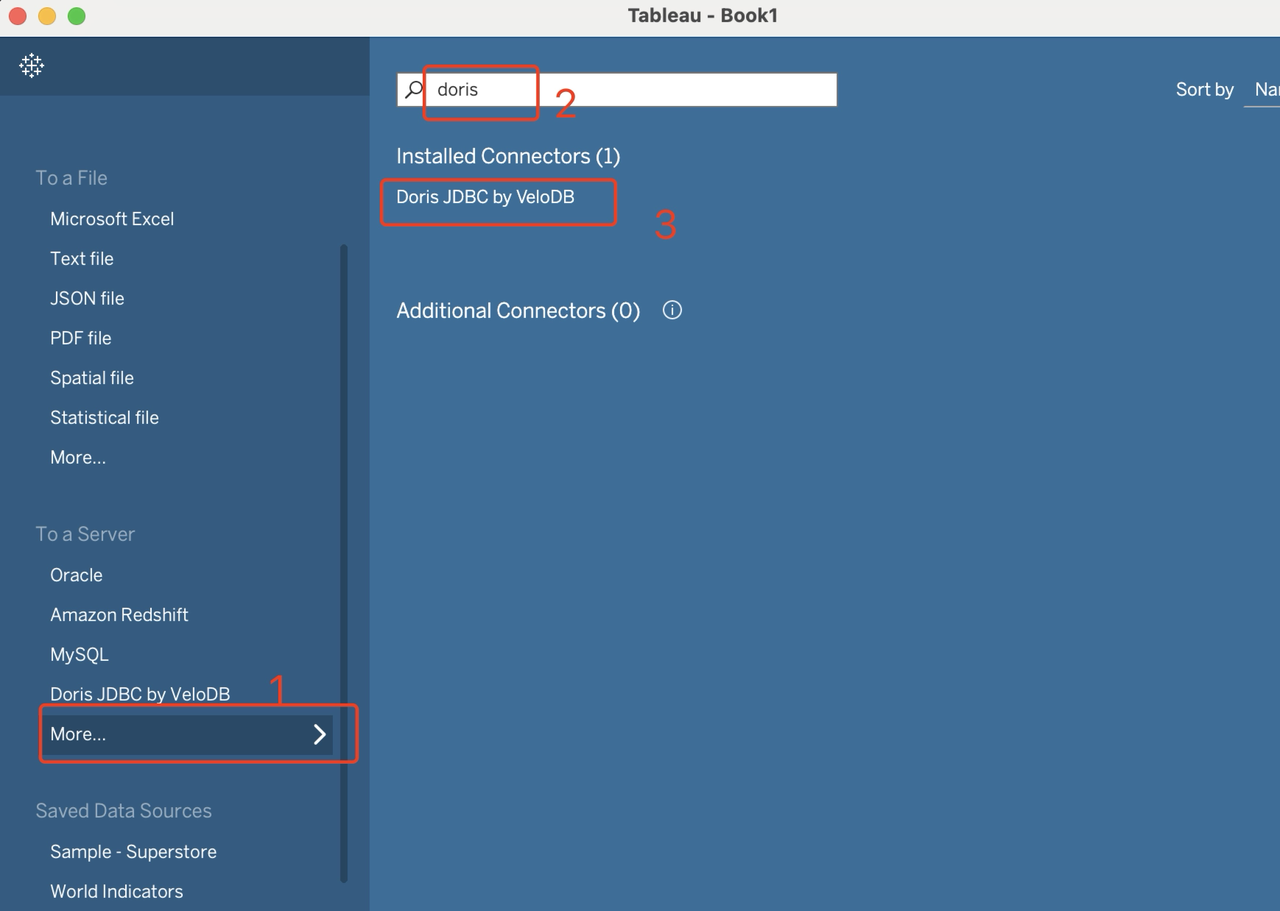 Tableau - Book1
doris
2
Sort by
Installed Connectors (1)
Doris JDBC by VeloDB
3
Additional Connectors (0)
To a File
Microsoft Excel
Text file
JSON file
PDF file
Spatial file
Statistical file
More...
To a Server
Oracle
Amazon Redshift
MySQL
Doris JDBC by VeloDB
1
More...
Saved Data Sources
Sample - Superstore
World Indicators